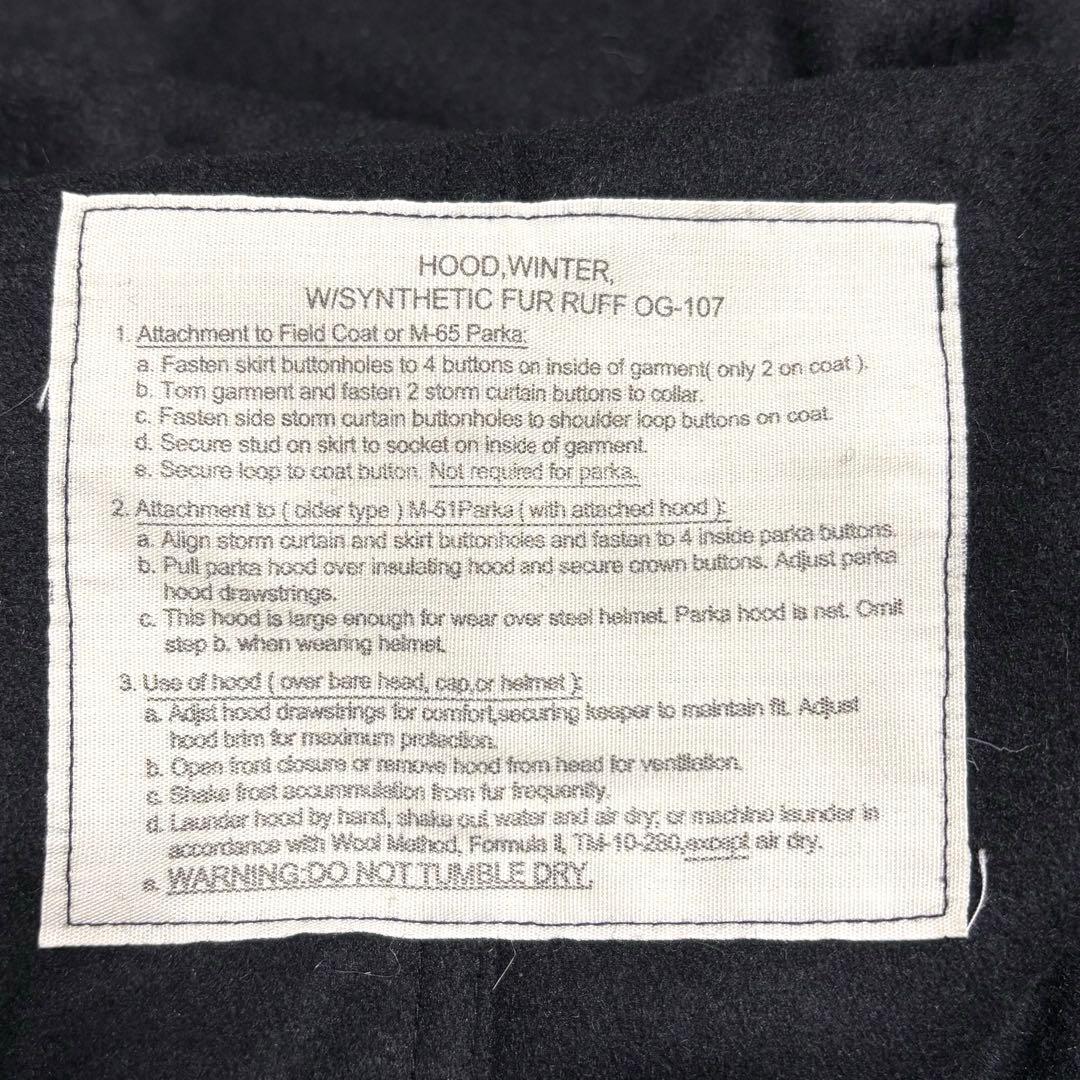 HOOD,WINTER,
W/SYNTHETIC FUR RUFF OG-107
1. Attachment to Field Coat or M-65 Parka:
a. Fasten skirt buttonholes to 4 buttons on inside of garment( only 2 on coat ).
b. Tom garment and fasten 2 storm curtain buttons to collar.
c. Fasten side storm curtain buttonholes to shoulder loop buttons on coat.
d. Secure stud on skirt to socket on inside of garment.
e. Secure loop to coat button. Not required for parka.
2. Attachment to ( older type ) M-51Parka ( with attached hood ):
a. Align storm curtain and skirt buttonholes and fasten to 4 inside parka buttons.
b. Pull parka hood over insulating hood and secure crown buttons. Adjust parka
hood drawstrings.
c. This hood is large enough for wear over steel helmet. Parka hood is net. Omit
step b. when wearing helmet.
3. Use of hood ( over bare head, cap,or helmet ):
a. Adjst hood drawstrings for comfort,securing keeper to maintain fit. Adjust
hood brim for maximum protection.
b. Open front closure or remove hood from head for ventilation.
c. Shake frost accummulation from fur frequently.
d. Launder hood by hand, shake out water and air dry; or machine launder in
accordance with Wool Method, Formula II, TM-10-280,except air dry.
e. WARNING:DO NOT TUMBLE DRY.